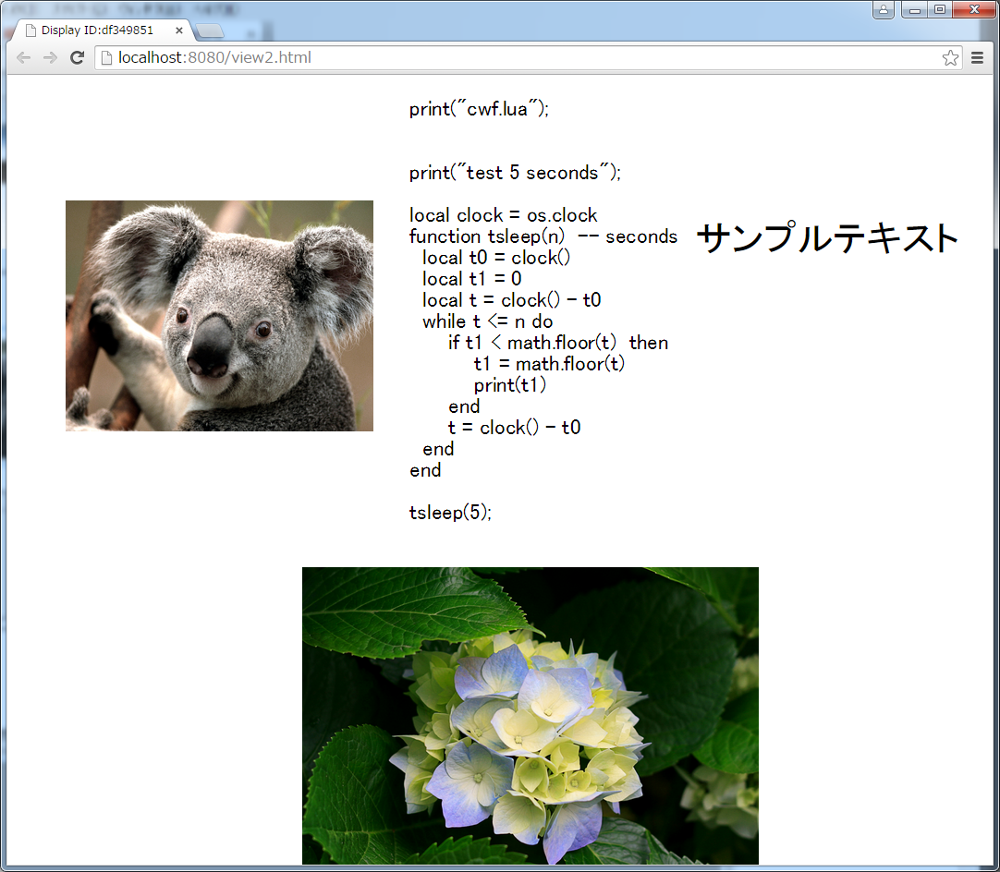 Display ID:df349851
localhost:8080/view2.html
print("cwf.lua");
print("test 5 seconds");
local clock = os.clock
function tsleep(n)  -- seconds
サンプルテキスト
  local t0 = clock()
  local t1 = 0
  local t = clock() - t0
  while t <= n do
      if t1 < math.floor(t)  then
          t1 = math.floor(t)
          print(t1)
      end
      t = clock() - t0
  end
end
tsleep(5);